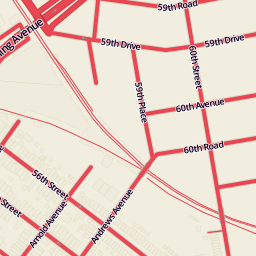 59th Road
59th Drive
59th Drive
60th Street
Avenue
59th Place
60th Avenue
60th Road
56th Street
Arnold Avenue
Andrews Avenue
Street